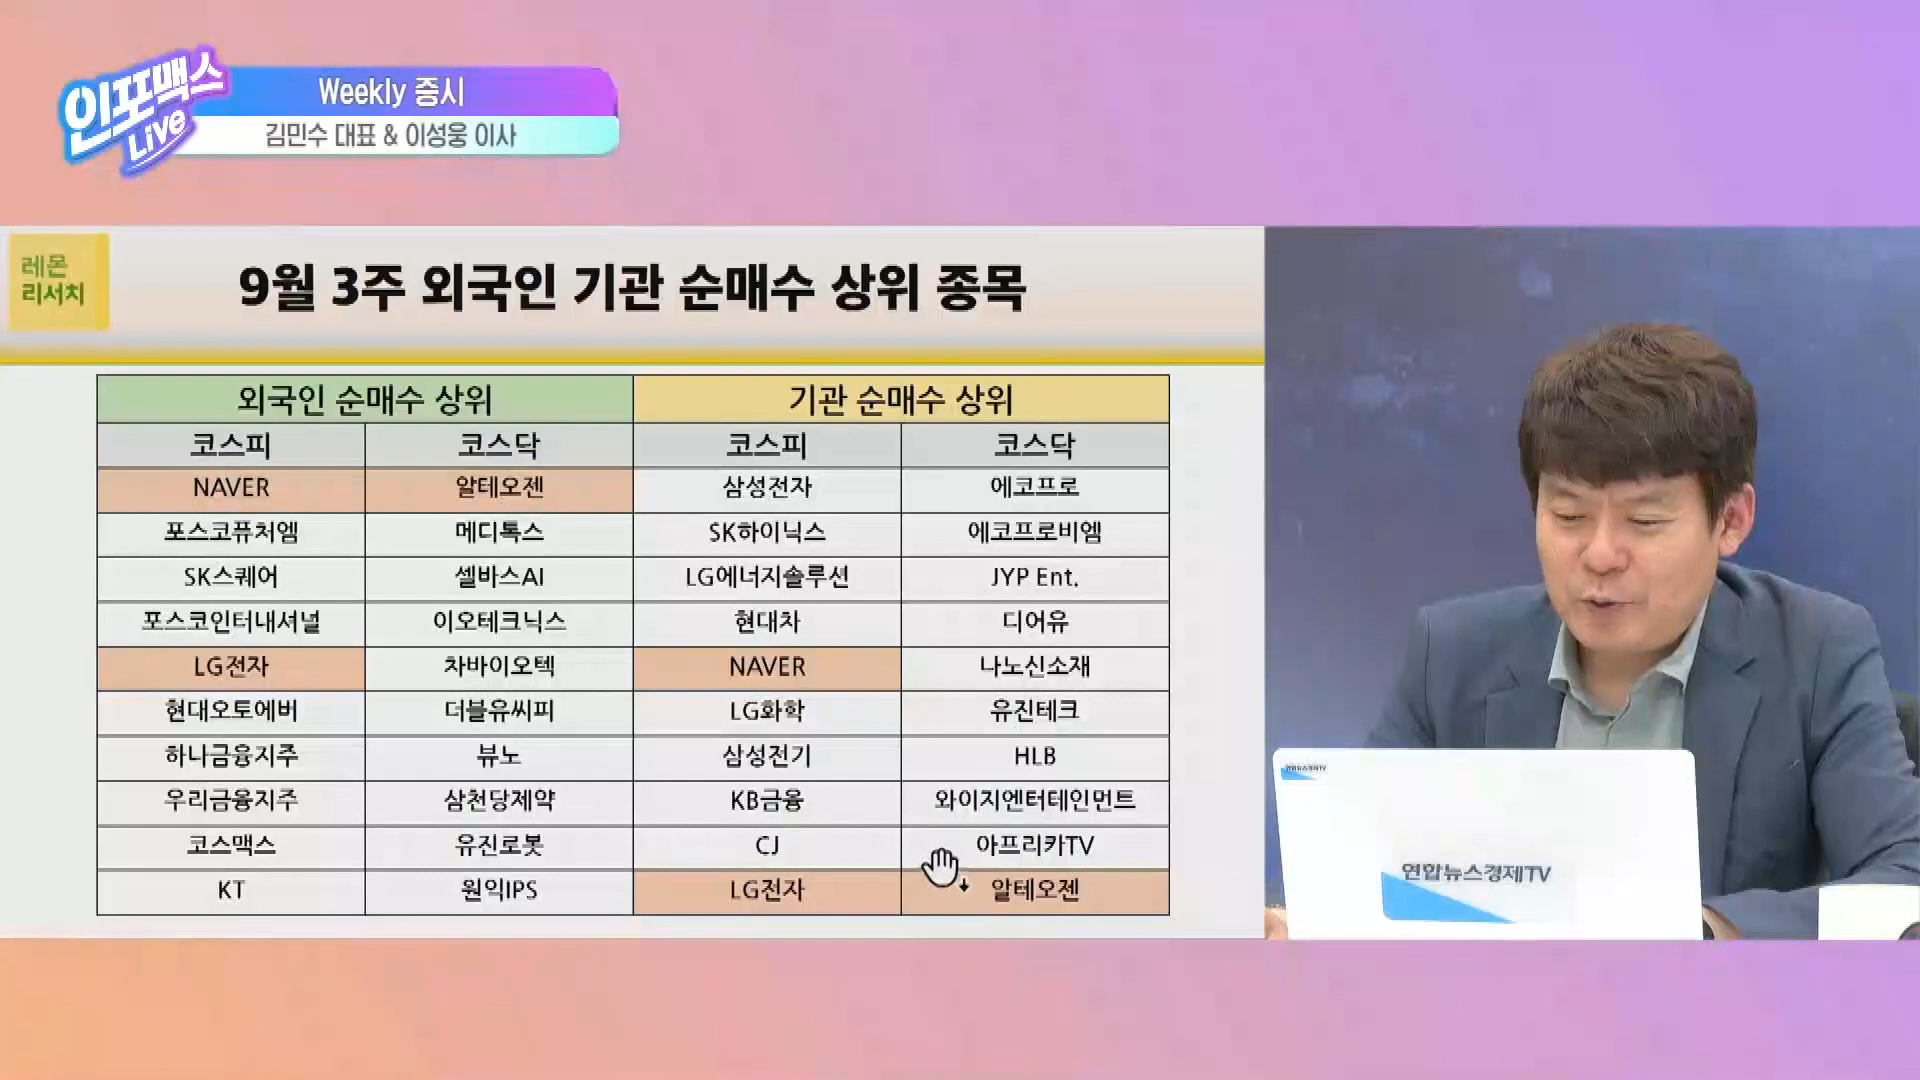 인포맥스
Live
Weekly 증시
김민수 대표 & 이성웅 이사
레몬
리서치
9월 3주 외국인 기관 순매수 상위 종목
외국인 순매수 상위 기관 순매수 상위
코스피 코스닥 코스피 코스닥
NAVER 알테오젠 삼성전자 에코프로
포스코퓨처엠 메디톡스 SK하이닉스 에코프로비엠
SK스퀘어 셀바스AI LG에너지솔루션 JYP Ent.
포스코인터내셔널 이오테크닉스 현대차 디어유
LG전자 차바이오텍 NAVER 나노신소재
현대오토에버 더블유씨피 LG화학 유진테크
하나금융지주 뷰노 삼성전기 HLB
우리금융지주 삼천당제약 KB금융 와이지엔터테인먼트
코스맥스 유진로봇 CJ 아프리카TV
KT 원익IPS LG전자 알테오젠
연합뉴스경제TV
연합뉴스경제TV